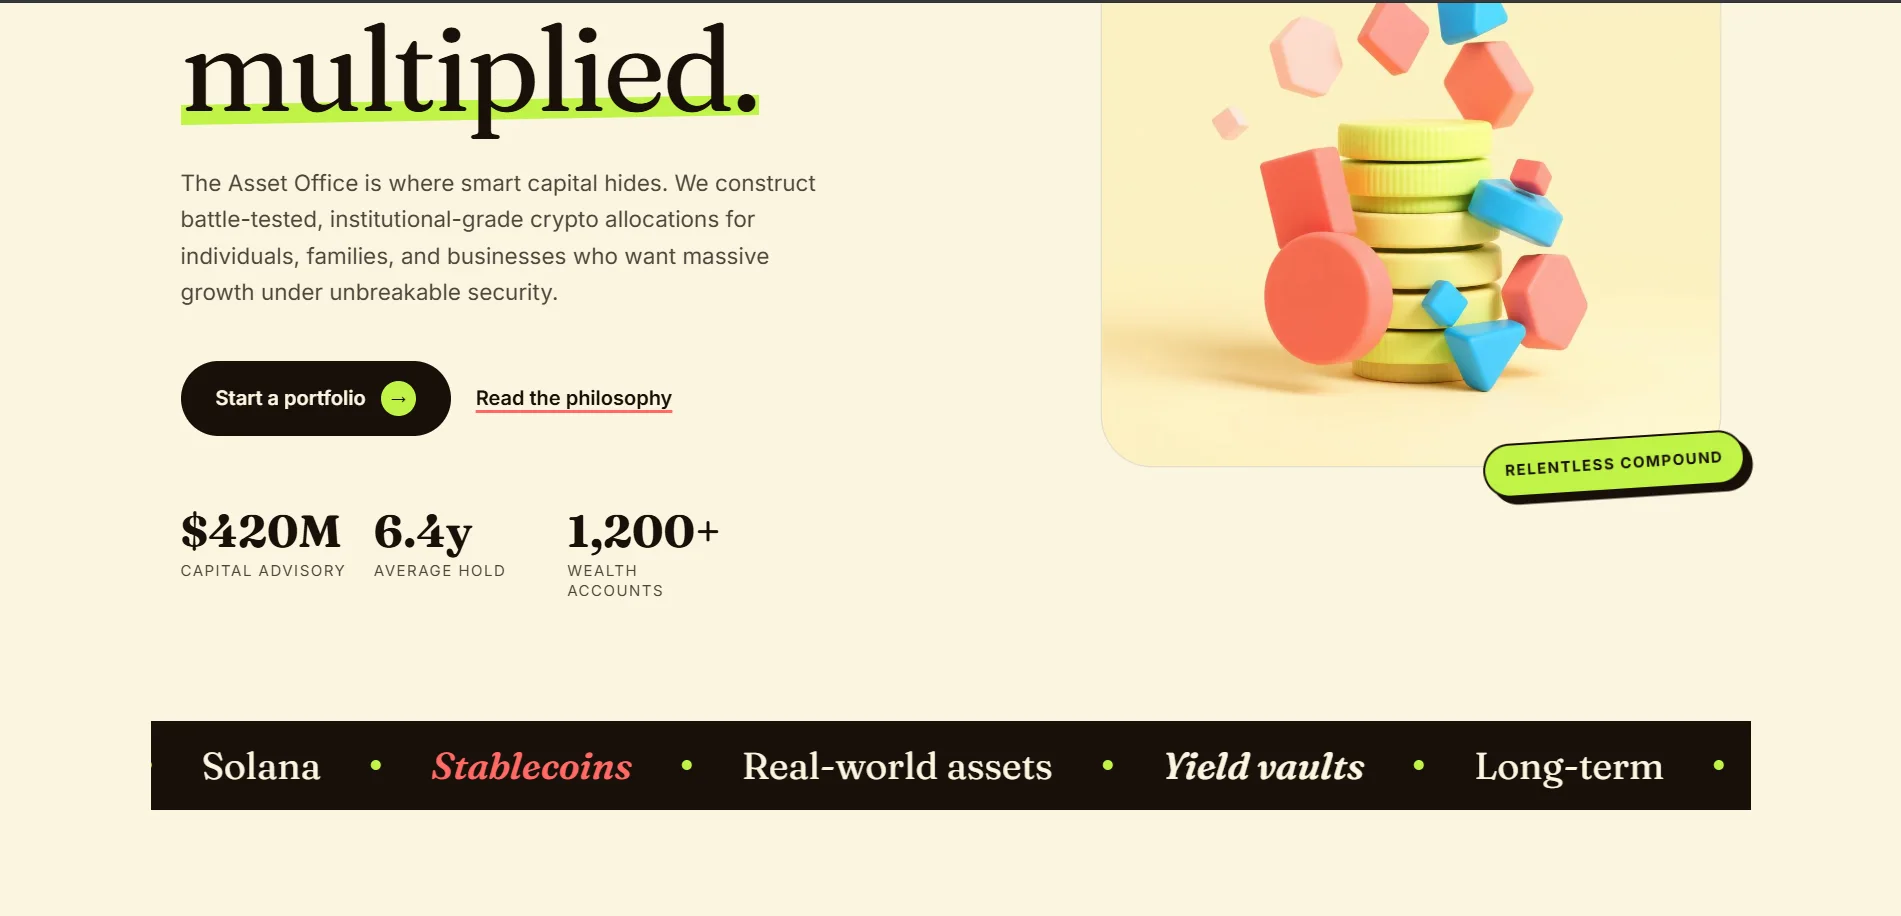 multiplied.
The Asset Office is where smart capital hides. We construct
battle-tested, institutional-grade crypto allocations for
individuals, families, and businesses who want massive
growth under unbreakable security.
Start a portfolio →
Read the philosophy
RELENTLESS COMPOUND
$420M
CAPITAL ADVISORY
6.4y
AVERAGE HOLD
1,200+
WEALTH
ACCOUNTS
Solana • Stablecoins • Real-world assets • Yield vaults • Long-term •